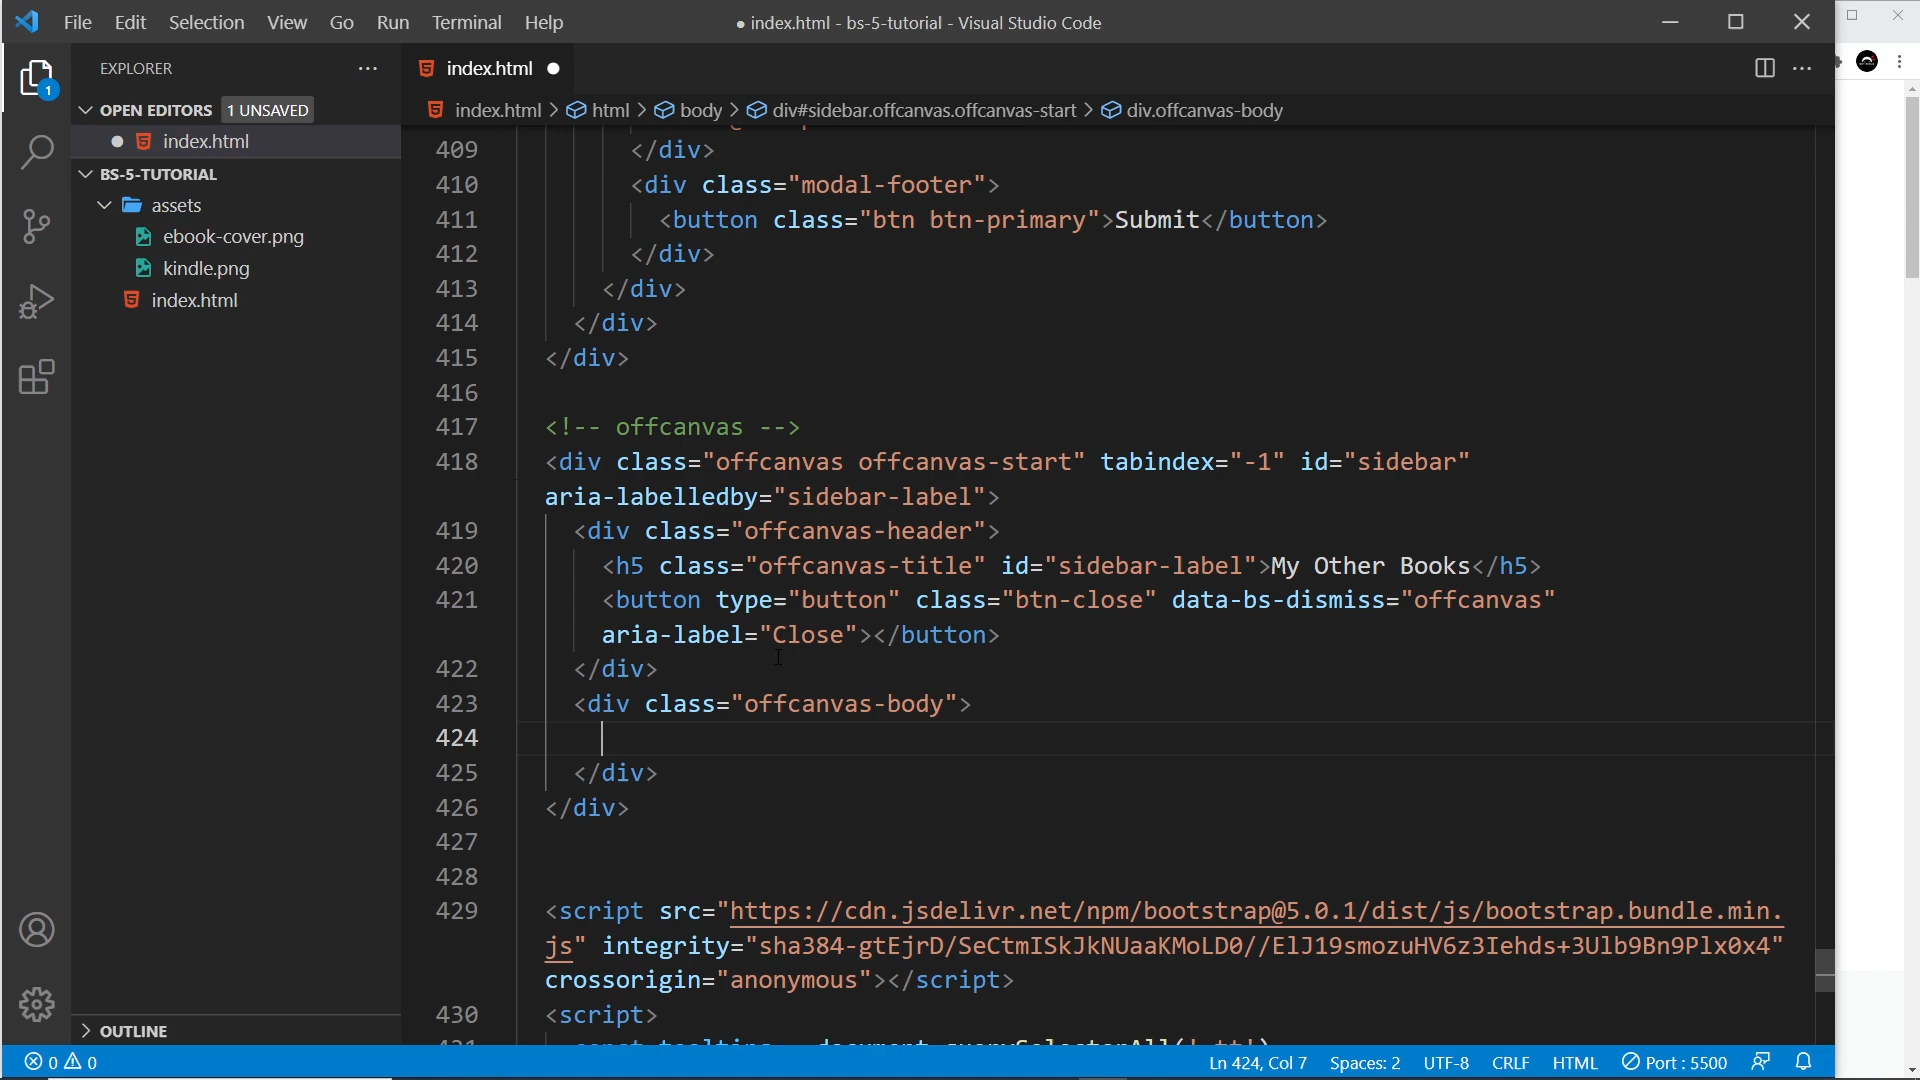 File Edit Selection View Go Run Terminal Help
● index.html - bs-5-tutorial - Visual Studio Code
EXPLORER
OPEN EDITORS 1 UNSAVED
index.html
BS-5-TUTORIAL
assets
ebook-cover.png
kindle.png
index.html
OUTLINE
1
index.html
index.html > html > body > div#sidebar.offcanvas.offcanvas-start > div.offcanvas-body
409 </div>
410 <div class="modal-footer">
411 <button class="btn btn-primary">Submit</button>
412 </div>
413 </div>
414 </div>
415 </div>
416
417 <!-- offcanvas -->
418 <div class="offcanvas offcanvas-start" tabindex="-1" id="sidebar"
aria-labelledby="sidebar-label">
419 <div class="offcanvas-header">
420 <h5 class="offcanvas-title" id="sidebar-label">My Other Books</h5>
421 <button type="button" class="btn-close" data-bs-dismiss="offcanvas"
aria-label="Close"></button>
422 </div>
423 <div class="offcanvas-body">
424
425 </div>
426 </div>
427
428
429 <script src="https://cdn.jsdelivr.net/npm/bootstrap@5.0.1/dist/js/bootstrap.bundle.min.
js" integrity="sha384-gtEjrD/SeCtmISkJkNUaaKMoLD0//ElJ19smozuHV6z3Iehds+3Ulb9Bn9Plx0x4"
crossorigin="anonymous"></script>
430 <script>
431 const tooltips = document.querySelectorAll('.tt')
0 0
Ln 424, Col 7 Spaces: 2 UTF-8 CRLF HTML Port : 5500